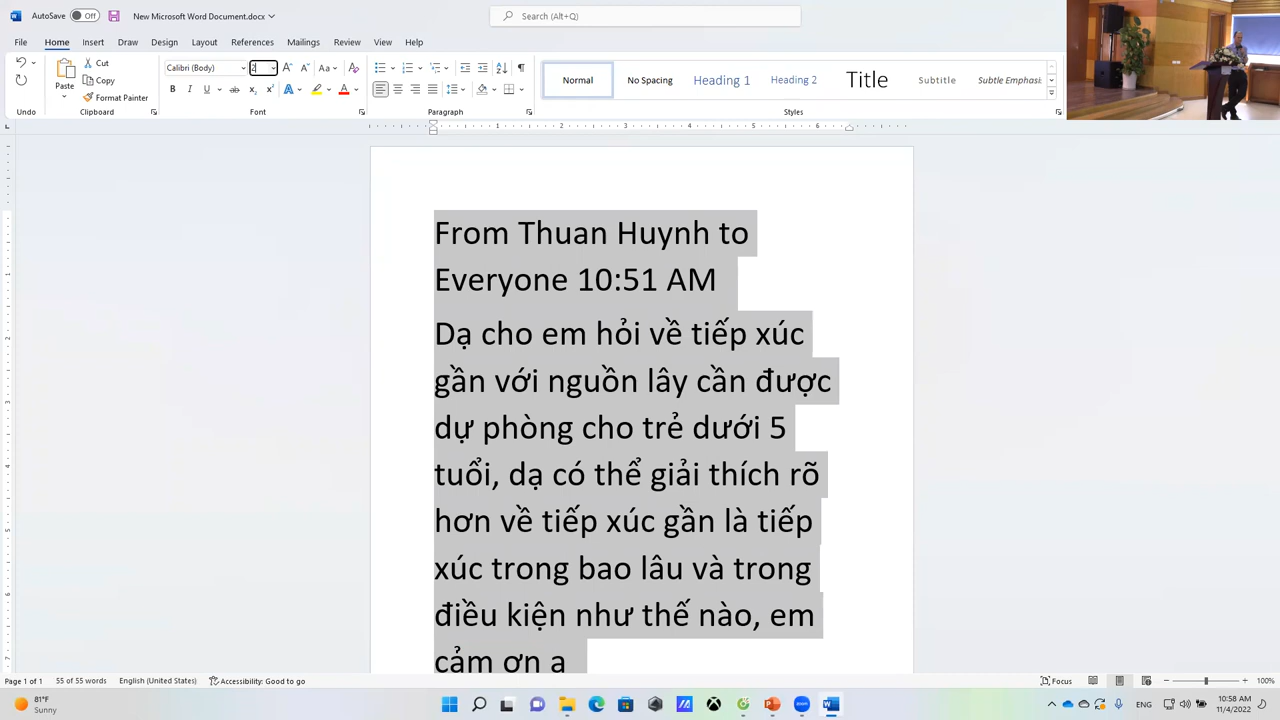 AutoSave Off New Microsoft Word Document.docx Search (Alt+Q)
File Home Insert Draw Design Layout References Mailings Review View Help
Cut
Calibri (Body)
Paste Copy Normal No Spacing Heading 1 Heading 2 Title Subtitle Subtle Emphasis
Format Painter
Undo Clipboard Font Paragraph Styles
From Thuan Huynh to
Everyone 10:51 AM
Dạ cho em hỏi về tiếp xúc
gần với nguồn lây cần được
dự phòng cho trẻ dưới 5
tuổi, dạ có thể giải thích rõ
hơn về tiếp xúc gần là tiếp
xúc trong bao lâu và trong
điều kiện như thế nào, em
cảm ơn a
Page 1 of 1 55 of 55 words English (United States) Accessibility: Good to go Focus 100%
81°F
Sunny
ENG
10:58 AM
11/4/2022